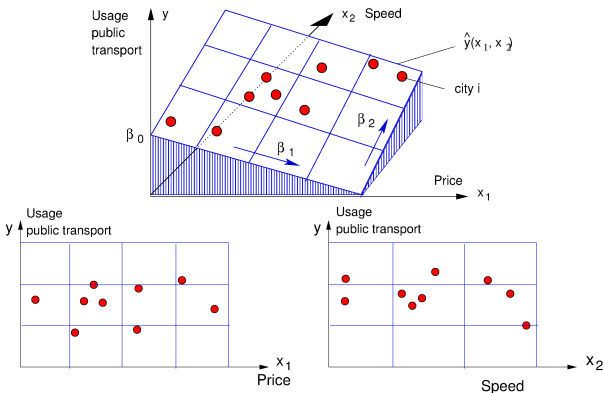 Usage
public
transport
y
x2 Speed
ŷ(x1, x2)
city i
β0
β1
β2
Price
x1
Usage
y public transport
x1
Price
Usage
y public transport
x2
Speed